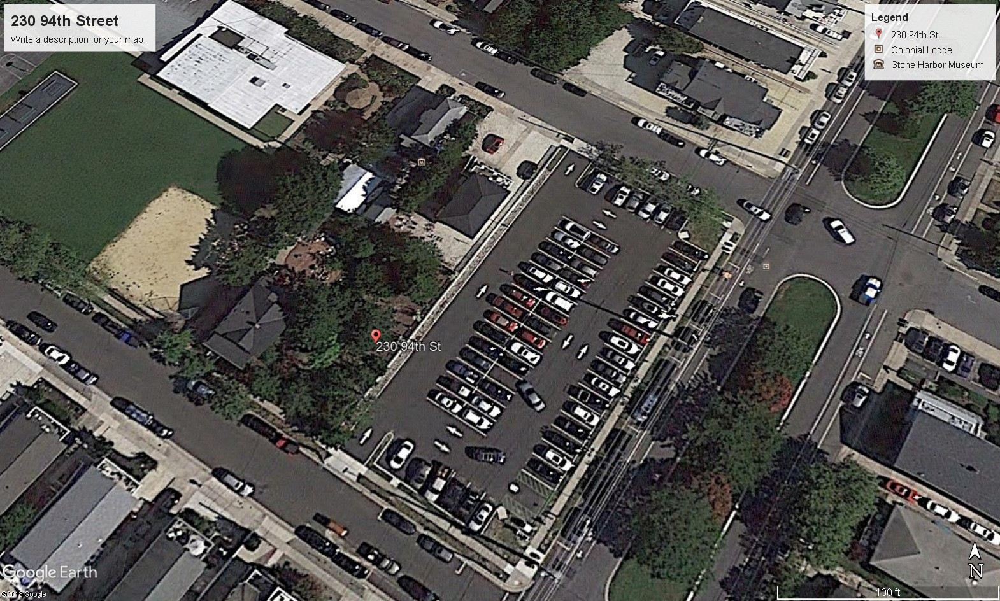 230 94th Street
Write a description for your map.
Legend
230 94th St
Colonial Lodge
Stone Harbor Museum
230 94th St
N
Google Earth
©2018 Google
100 ft